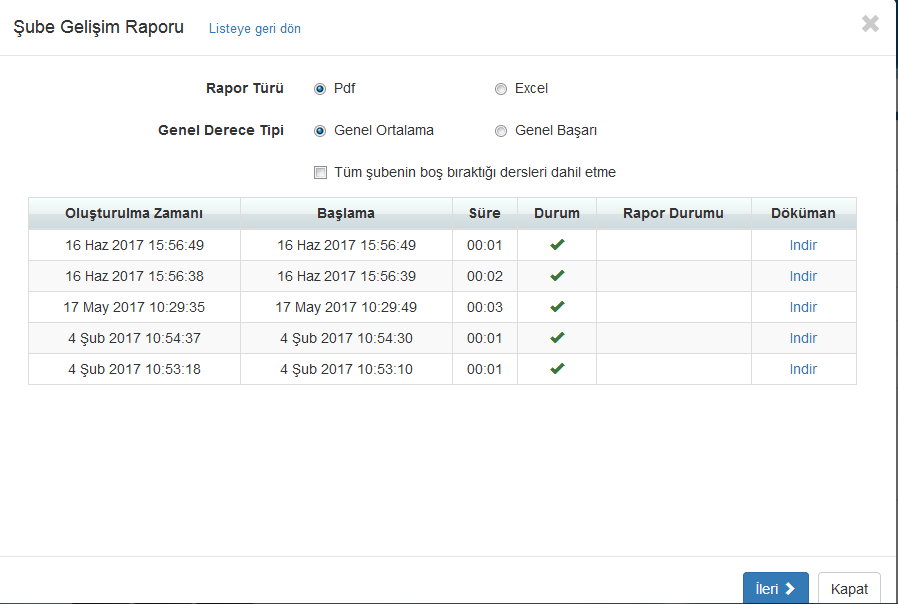 Şube Gelişim Raporu Listeye geri dön
Rapor Türü Pdf Excel
Genel Derece Tipi Genel Ortalama Genel Başarı
Tüm şubenin boş bıraktığı dersleri dahil etme
Oluşturulma Zamanı Başlama Süre Durum Rapor Durumu Döküman
16 Haz 2017 15:56:49 16 Haz 2017 15:56:49 00:01 Indir
16 Haz 2017 15:56:38 16 Haz 2017 15:56:39 00:02 Indir
17 May 2017 10:29:35 17 May 2017 10:29:49 00:03 Indir
4 Şub 2017 10:54:37 4 Şub 2017 10:54:30 00:01 Indir
4 Şub 2017 10:53:18 4 Şub 2017 10:53:10 00:01 Indir
İleri Kapat